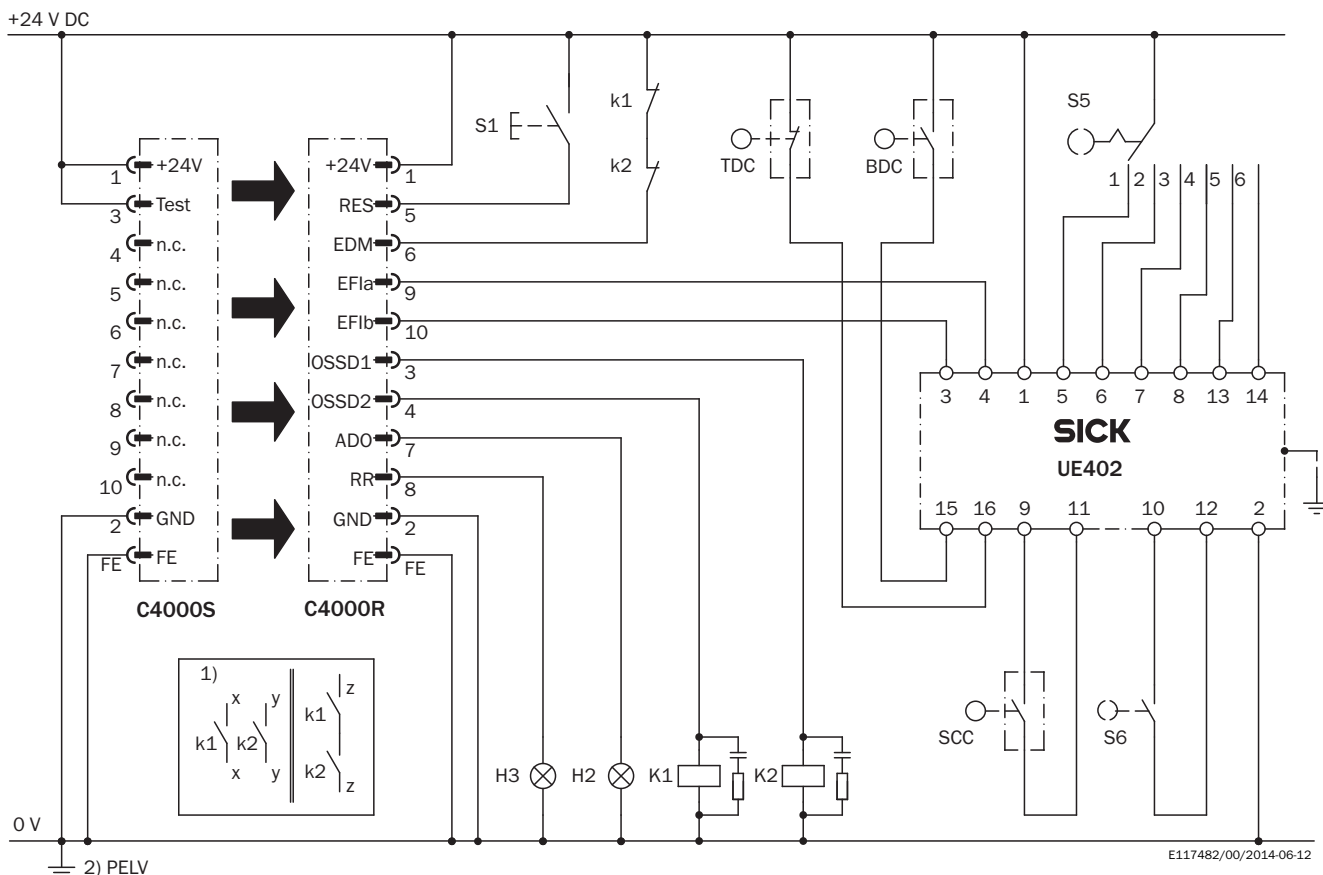 +24 V DC
k1
S1
k2
TDC
BDC
S5
1 2 3 4 5 6
1 +24V
3 Test
4 n.c.
5 n.c.
6 n.c.
7 n.c.
8 n.c.
9 n.c.
10 n.c.
2 GND
FE FE
C4000S
+24V 1
RES 5
EDM 6
EFIa 9
EFIb 10
OSSD1 3
OSSD2 4
ADO 7
RR 8
GND 2
FE FE
C4000R
3 4 1 5 6 7 8 13 14
SICK
UE402
15 16 9 11 10 12 2
1)
x y z
k1 k2 k1
x y k2 z
SCC
S6
H3 H2 K1 K2
0 V
2) PELV
E117482/00/2014-06-12